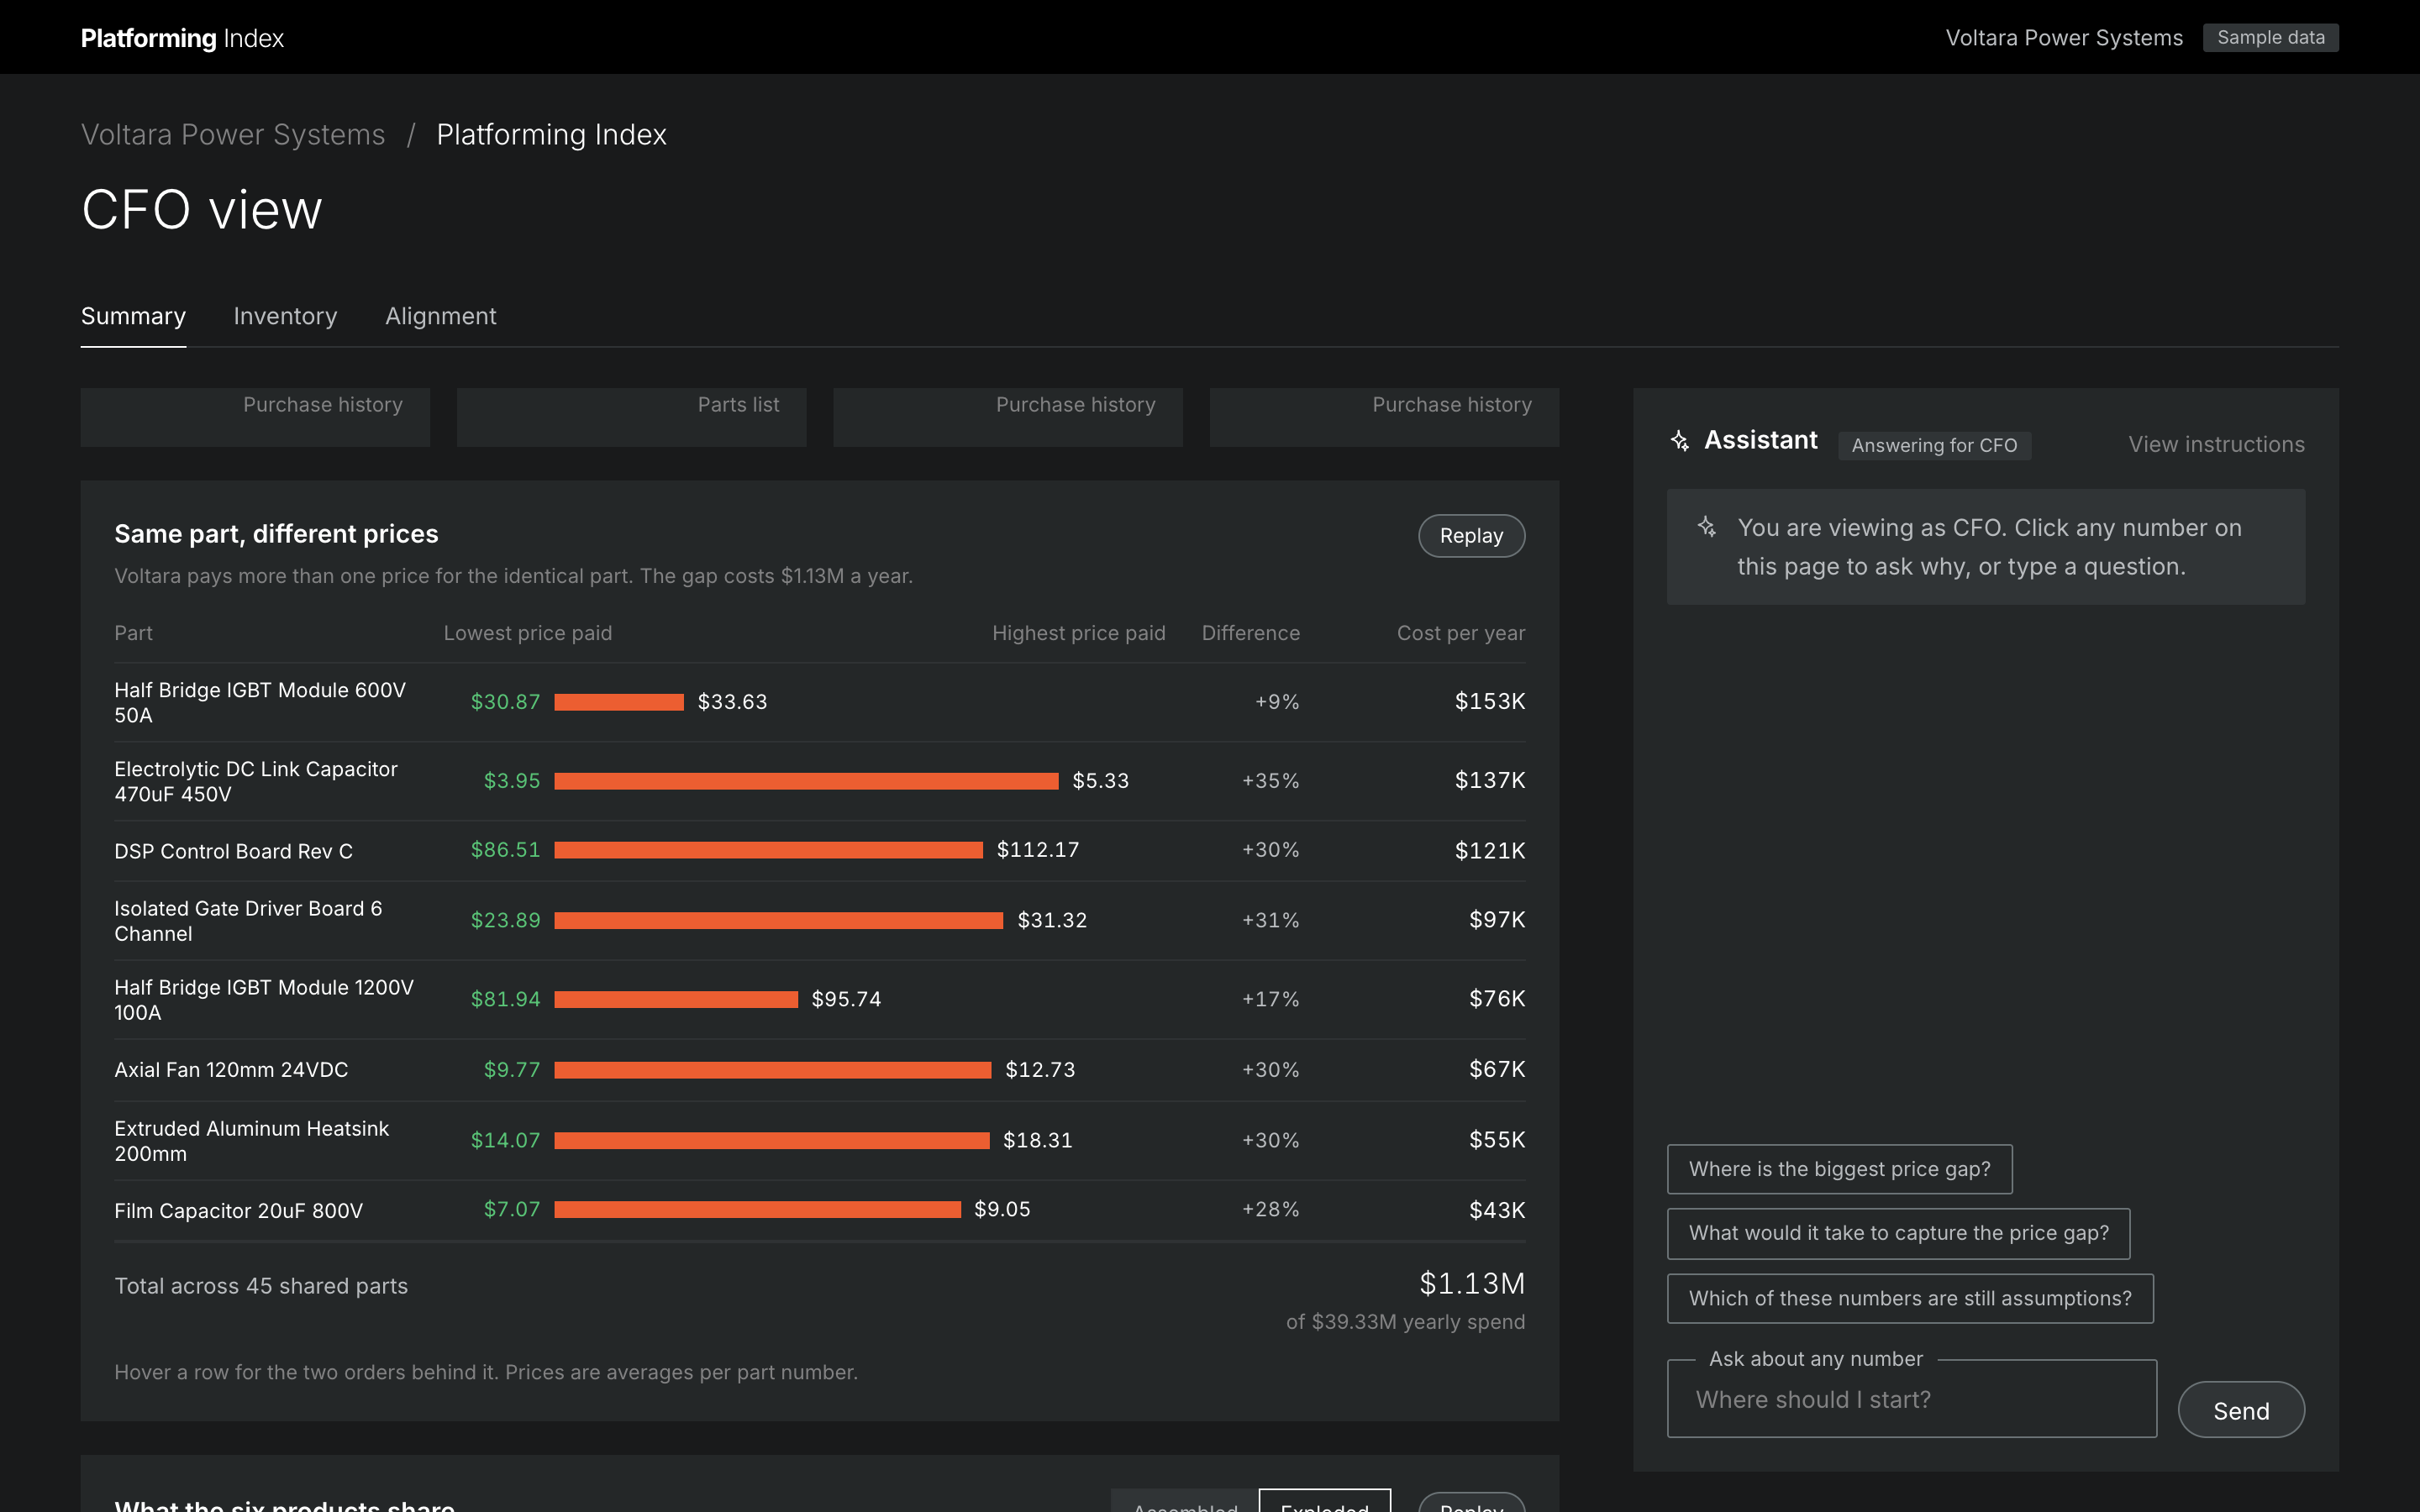 Platforming Index
Voltara Power Systems
Sample data
Voltara Power Systems / Platforming Index
CFO view
Summary
Inventory
Alignment
Purchase history
Parts list
Purchase history
Purchase history
Same part, different prices
Replay
Voltara pays more than one price for the identical part. The gap costs $1.13M a year.
Part
Lowest price paid
Highest price paid
Difference
Cost per year
Half Bridge IGBT Module 600V
50A
$30.87
$33.63
+9%
$153K
Electrolytic DC Link Capacitor
470uF 450V
$3.95
$5.33
+35%
$137K
DSP Control Board Rev C
$86.51
$112.17
+30%
$121K
Isolated Gate Driver Board 6
Channel
$23.89
$31.32
+31%
$97K
Half Bridge IGBT Module 1200V
100A
$81.94
$95.74
+17%
$76K
Axial Fan 120mm 24VDC
$9.77
$12.73
+30%
$67K
Extruded Aluminum Heatsink
200mm
$14.07
$18.31
+30%
$55K
Film Capacitor 20uF 800V
$7.07
$9.05
+28%
$43K
Total across 45 shared parts
$1.13M
of $39.33M yearly spend
Hover a row for the two orders behind it. Prices are averages per part number.
What the six products share
Assembled
Exploded
Replay
Assistant
Answering for CFO
View instructions
You are viewing as CFO. Click any number on
this page to ask why, or type a question.
Where is the biggest price gap?
What would it take to capture the price gap?
Which of these numbers are still assumptions?
Ask about any number
Where should I start?
Send